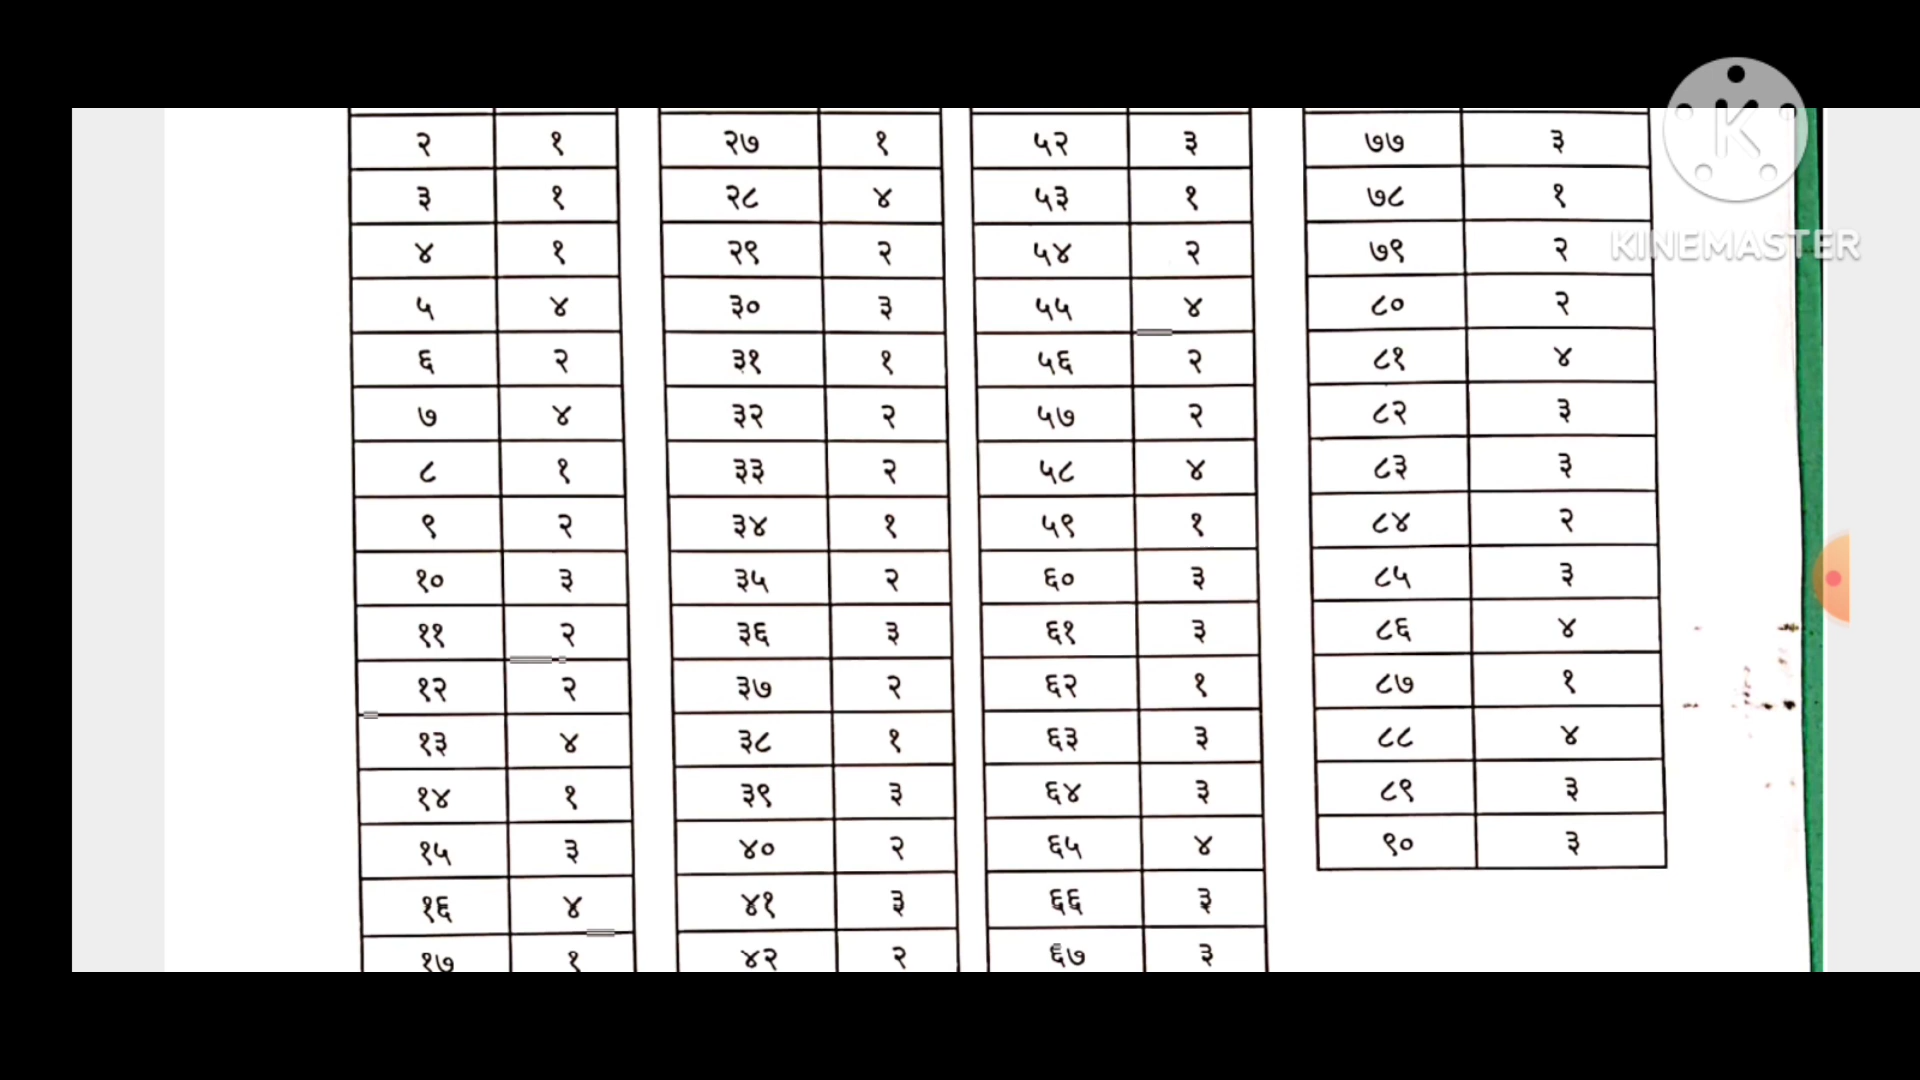 २ १ २७ १ ५२ ३ ७७ ३
३ १ २८ ४ ५३ १ ७८ १
४ १ २९ २ ५४ २ ७९ २
५ ४ ३० ३ ५५ ४ ८० २
६ २ ३१ १ ५६ २ ८१ ४
७ ४ ३२ २ ५७ २ ८२ ३
८ १ ३३ २ ५८ ४ ८३ ३
९ २ ३४ १ ५९ १ ८४ २
१० ३ ३५ २ ६० ३ ८५ ३
११ २ ३६ ३ ६१ ३ ८६ ४
१२ २ ३७ २ ६२ १ ८७ १
१३ ४ ३८ १ ६३ ३ ८८ ४
१४ १ ३९ ३ ६४ ३ ८९ ३
१५ ३ ४० २ ६५ ४ ९० ३
१६ ४ ४१ ३ ६६ ३
१७ १ ४२ २ ६७ ३
K
KINEMASTER